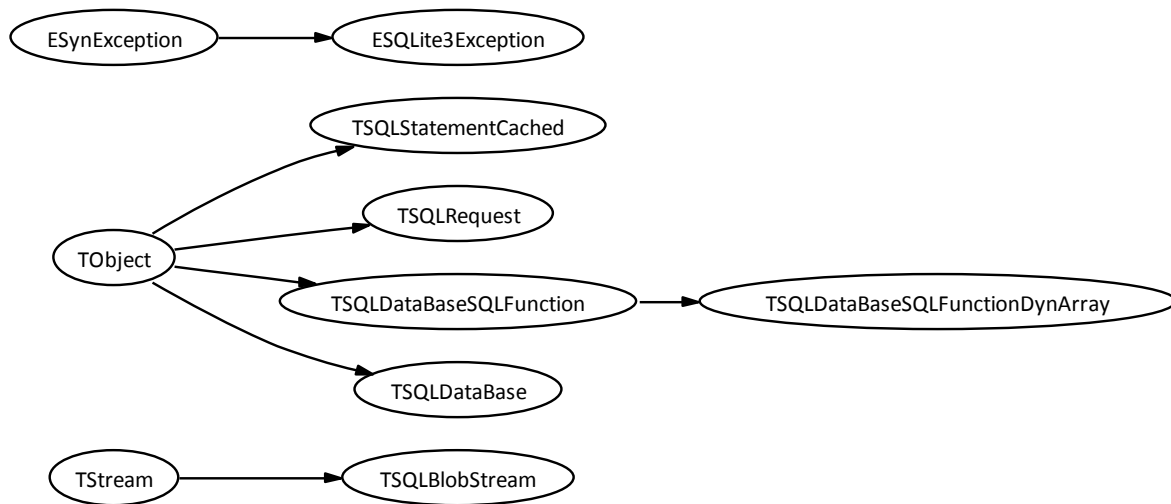 ESynException
ESQLite3Exception
TSQLStatementCached
TSQLRequest
TObject
TSQLDataBaseSQLFunction
TSQLDataBaseSQLFunctionDynArray
TSQLDataBase
TStream
TSQLBlobStream